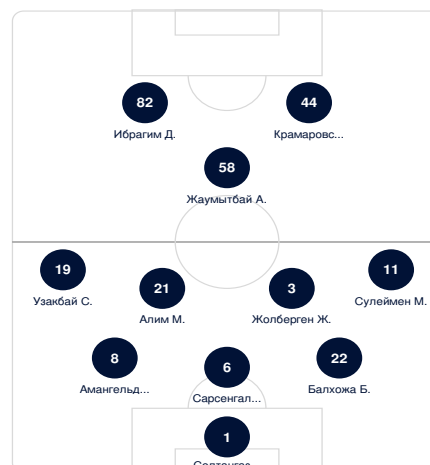 82
44
Ибрагим Д.
Крамаровс...
58
Жаумытбай А.
19
11
21
3
Узакбай С.
Сулеймен М.
Алим М.
Жолберген Ж.
8
6
22
Амангельд...
Балхожа Б.
Сарсенгал...
1